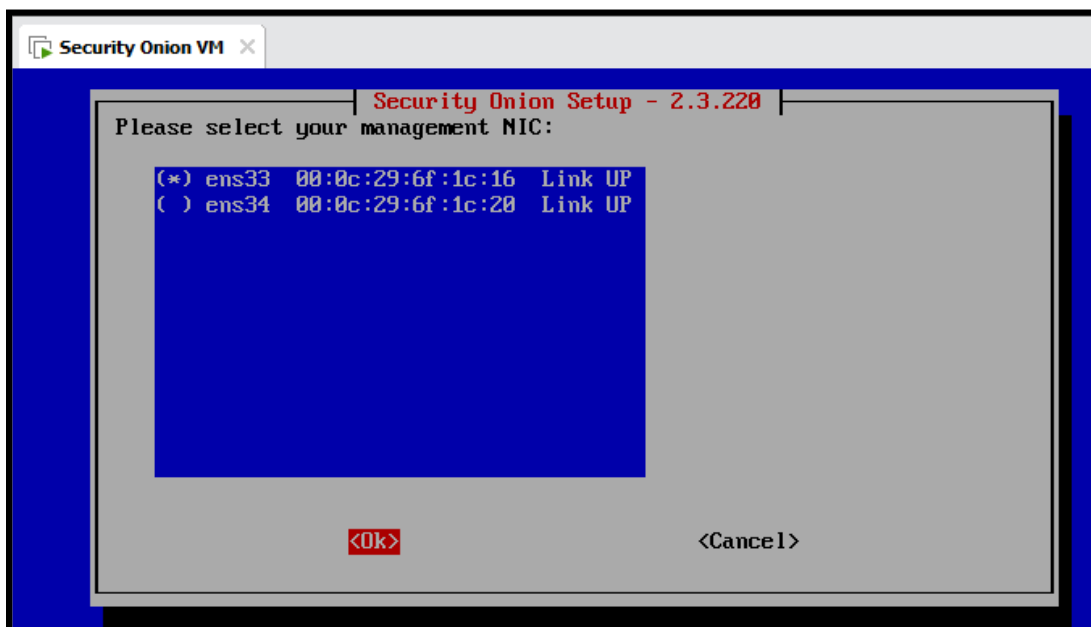 Security Onion VM
Security Onion Setup - 2.3.220
Please select your management NIC:
(*) ens33 00:0c:29:6f:1c:16 Link UP
( ) ens34 00:0c:29:6f:1c:20 Link UP
<Ok> <Cancel>